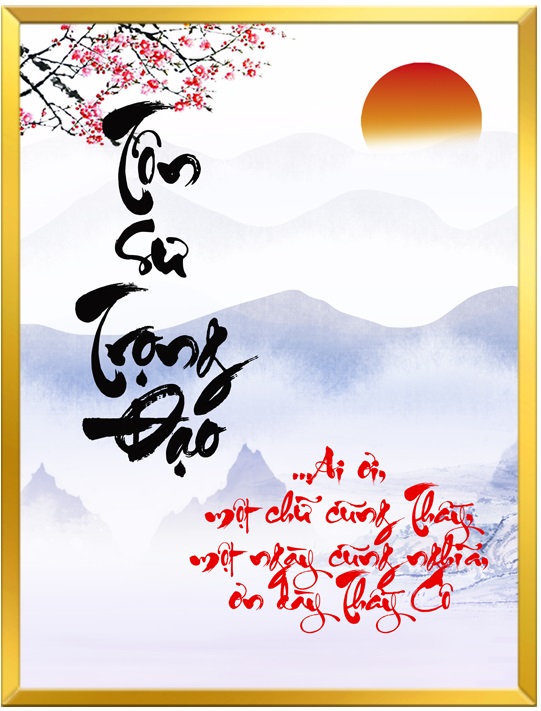 Tôn
Sư
Trọng
Đạo
...Ai ơi,
một chữ cũng Thầy,
một ngày cũng nghĩa,
ơn dày Thầy Cô